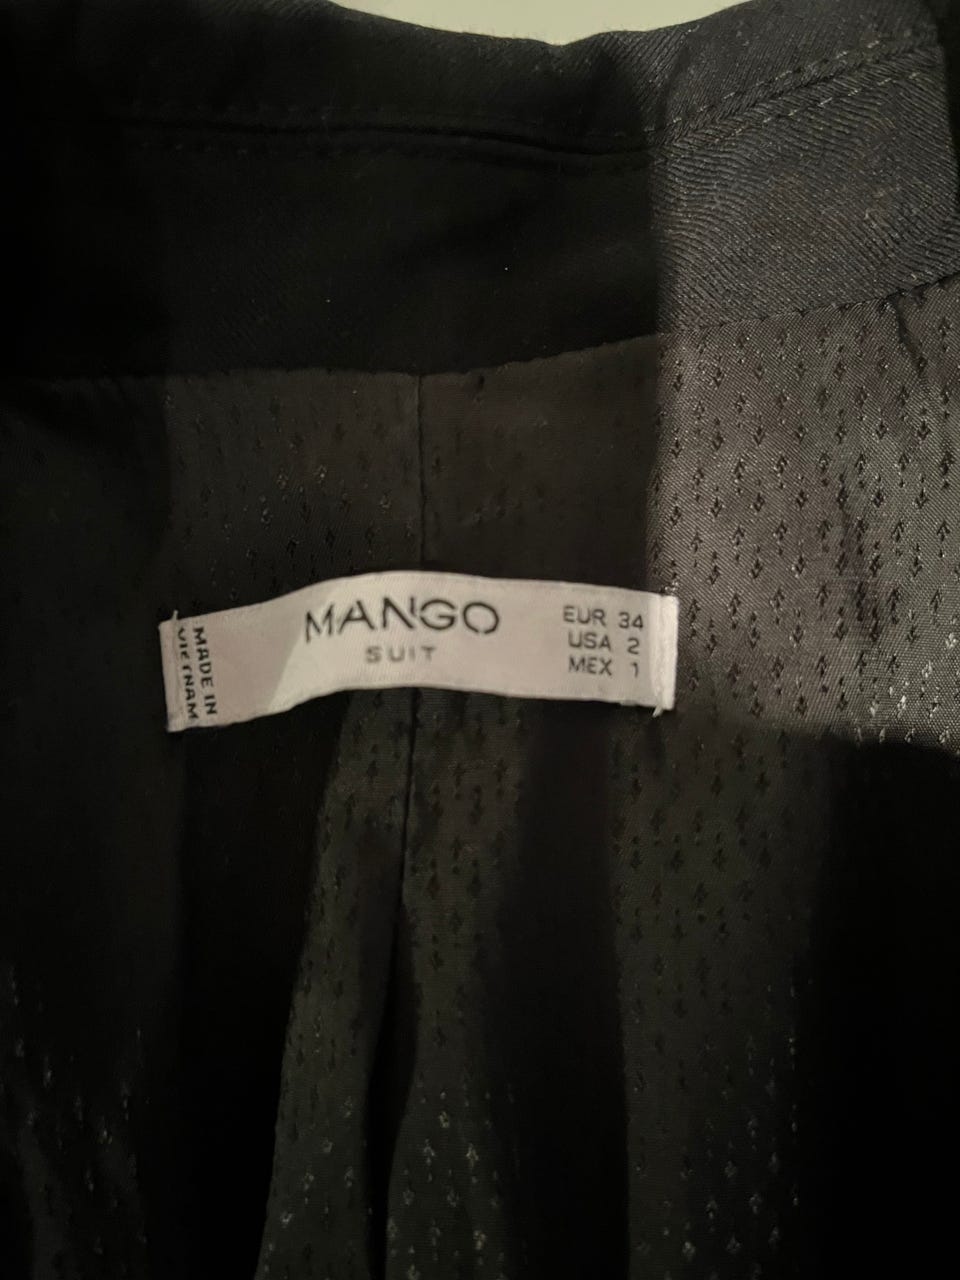 MANGO
SUIT
EUR 34
USA 2
MEX 1
MADE IN
VIETNAM